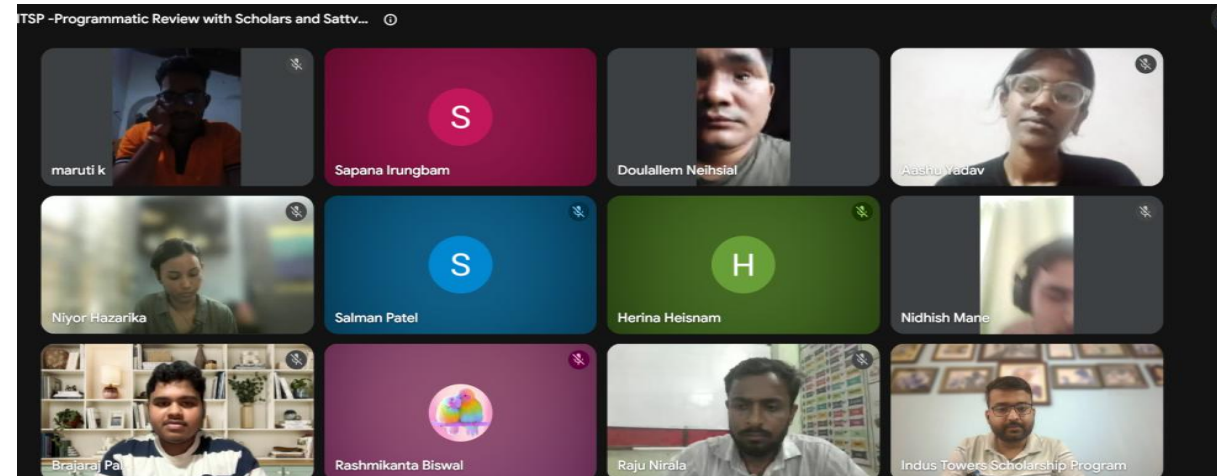 ITSP -Programmatic Review with Scholars and Sattv...
maruti k
S
Sapana Irungbam
Doulallem Neihsial
Aashu Yadav
Niyor Hazarika
S
Salman Patel
H
Herina Heisnam
Nidhish Mane
Brajaraj Pal
Rashmikanta Biswal
Raju Nirala
Indus Towers Scholarship Program